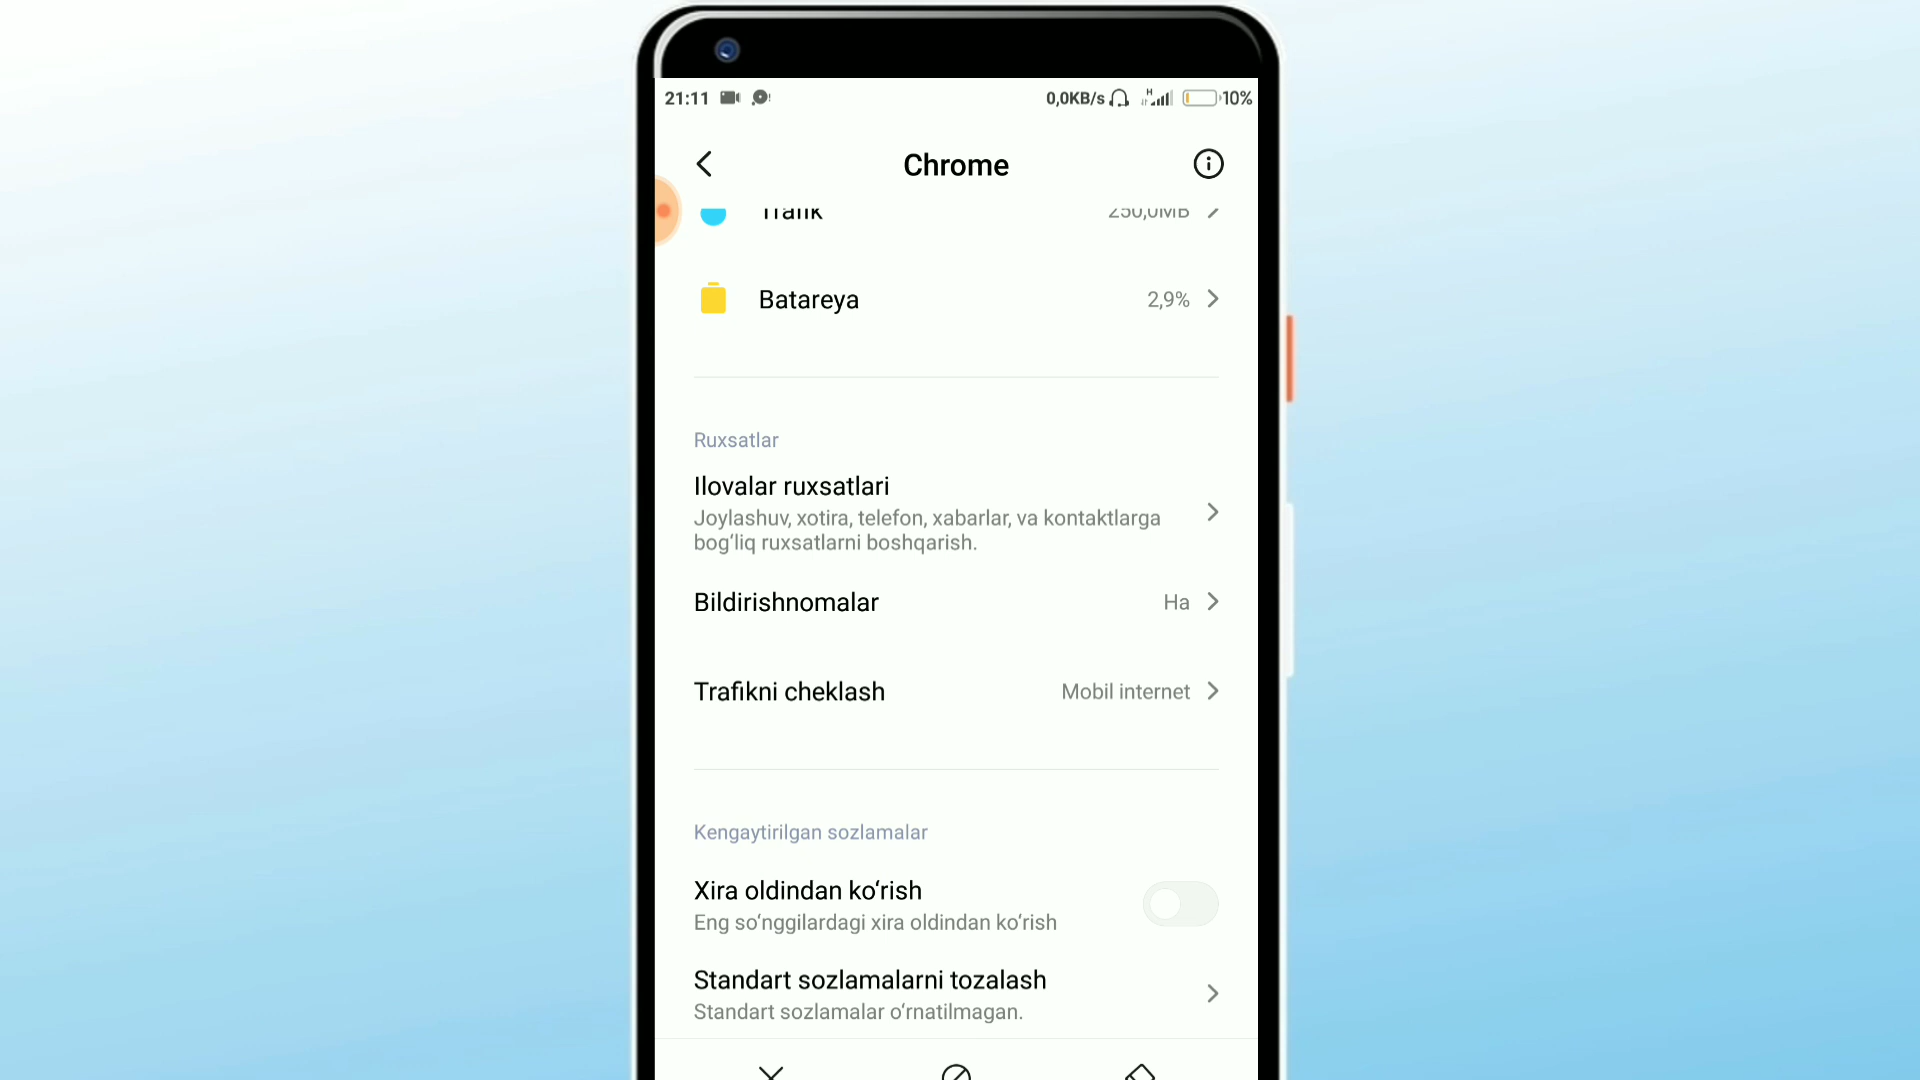 21:11 0,0KB/s H 10%
Chrome
Trafik 250,0MB
Batareya 2,9%
Ruxsatlar
Ilovalar ruxsatlari
Joylashuv, xotira, telefon, xabarlar, va kontaktlarga
bog‘liq ruxsatlarni boshqarish.
Bildirishnomalar Ha
Trafikni cheklash Mobil internet
Kengaytirilgan sozlamalar
Xira oldindan ko‘rish
Eng so‘nggilardagi xira oldindan ko‘rish
Standart sozlamalarni tozalash
Standart sozlamalar o‘rnatilmagan.